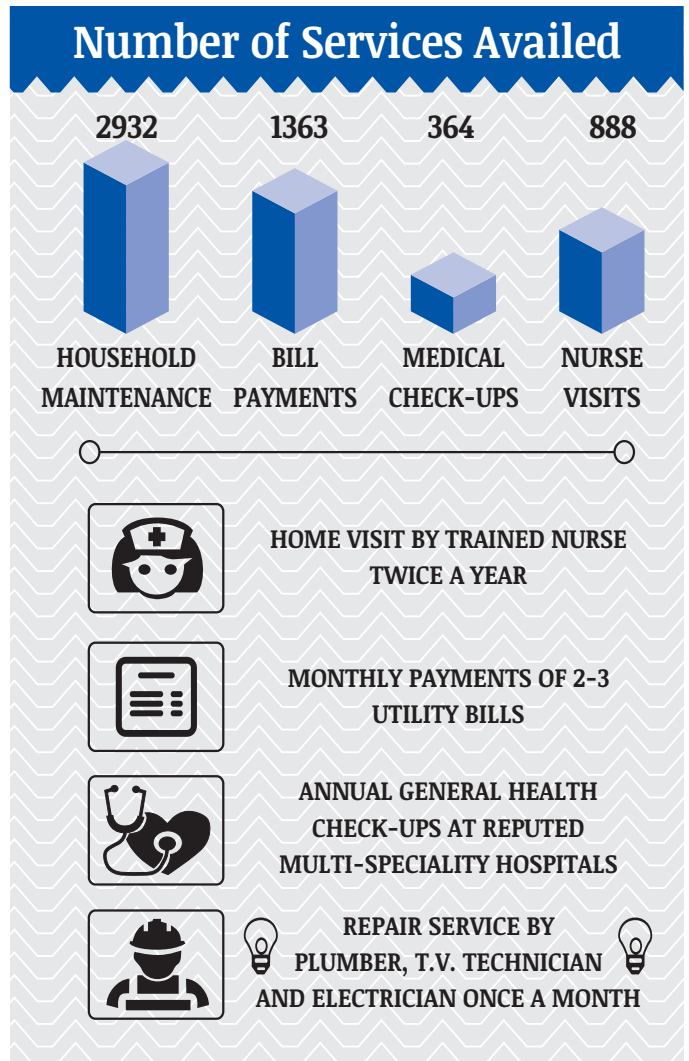 Number of Services Availed
2932 1363 364 888
HOUSEHOLD MAINTENANCE
BILL PAYMENTS
MEDICAL CHECK-UPS
NURSE VISITS
HOME VISIT BY TRAINED NURSE
TWICE A YEAR
MONTHLY PAYMENTS OF 2-3
UTILITY BILLS
ANNUAL GENERAL HEALTH
CHECK-UPS AT REPUTED
MULTI-SPECIALITY HOSPITALS
REPAIR SERVICE BY
PLUMBER, T.V. TECHNICIAN
AND ELECTRICIAN ONCE A MONTH